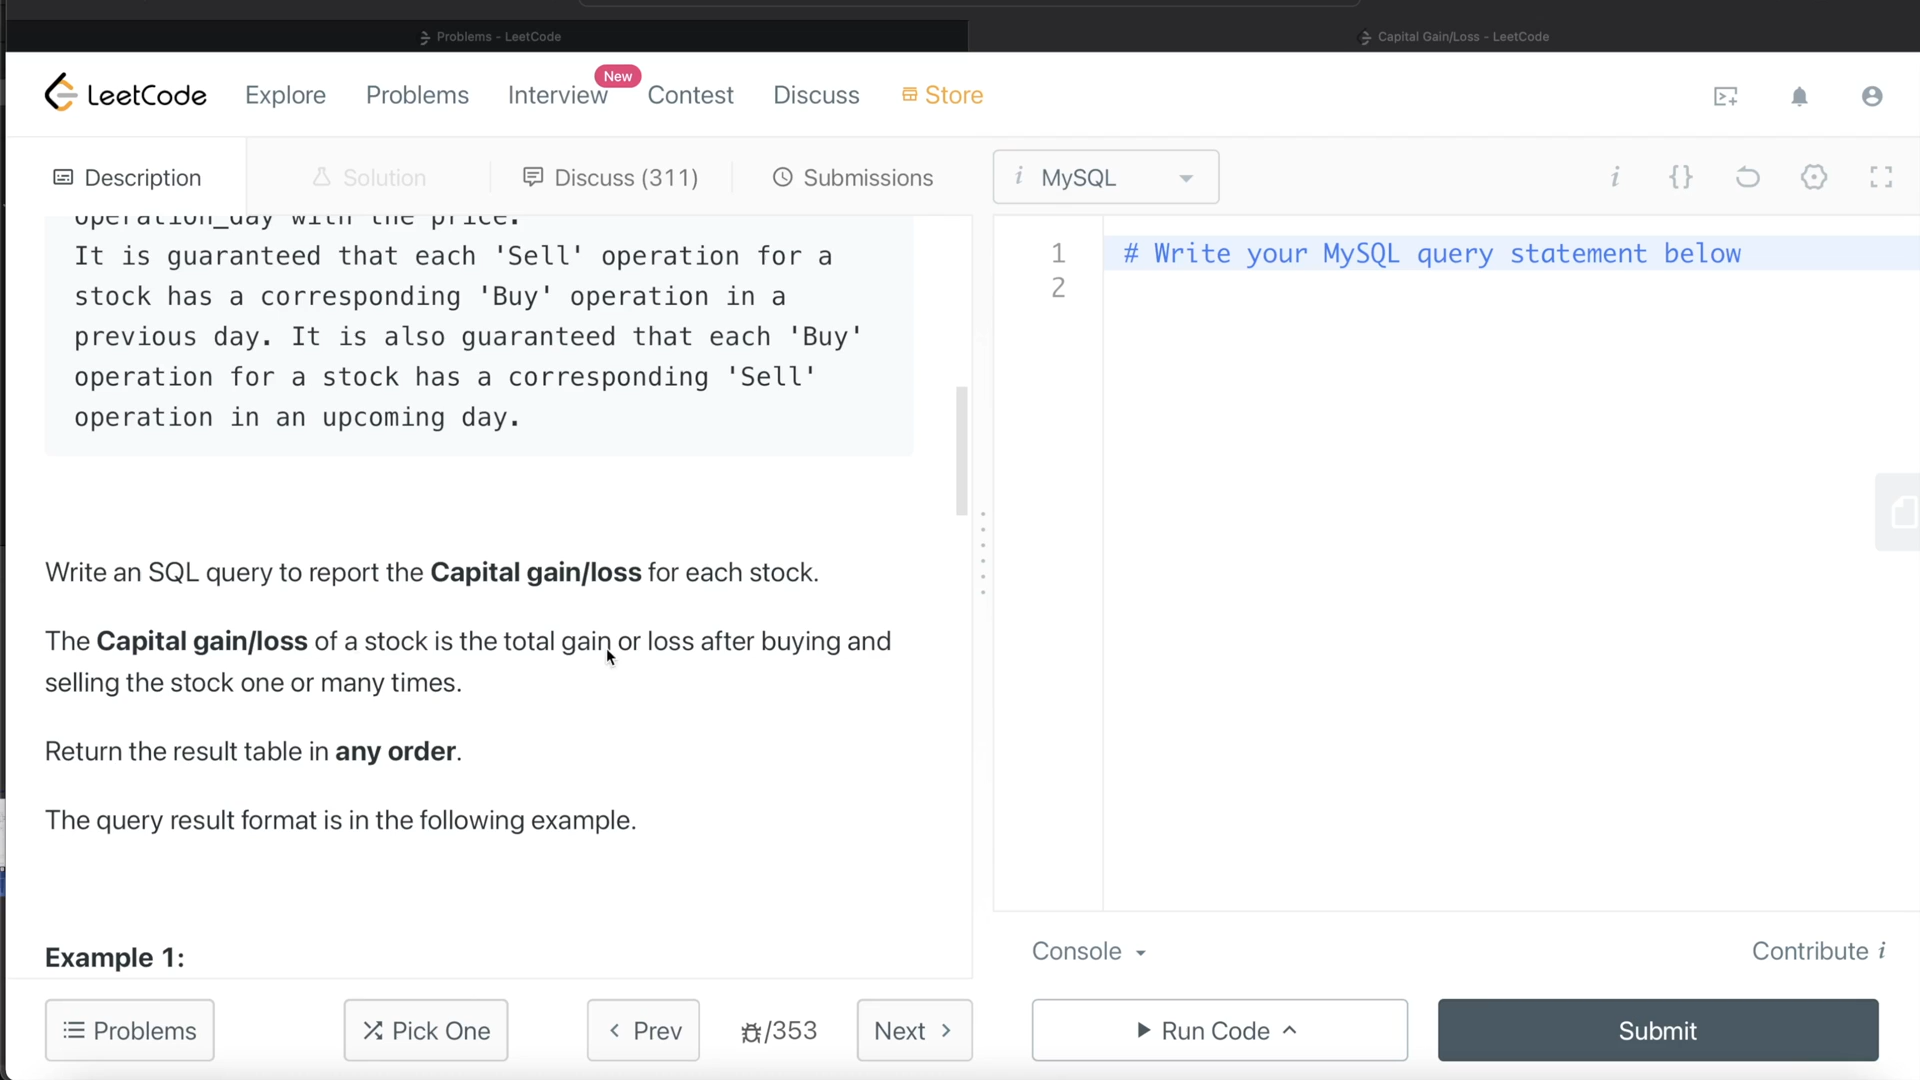 Problems - LeetCode
Capital Gain/Loss - LeetCode
LeetCode Explore Problems Interview New Contest Discuss Store
Description Solution Discuss (311) Submissions
i MySQL
i {}
operation_day with the price.
It is guaranteed that each 'Sell' operation for a
stock has a corresponding 'Buy' operation in a
previous day. It is also guaranteed that each 'Buy'
operation for a stock has a corresponding 'Sell'
operation in an upcoming day.
Write an SQL query to report the Capital gain/loss for each stock.
The Capital gain/loss of a stock is the total gain or loss after buying and
selling the stock one or many times.
Return the result table in any order.
The query result format is in the following example.
Example 1:
Problems Pick One Prev /353 Next
1 # Write your MySQL query statement below
2
Console
Contribute i
Run Code
Submit